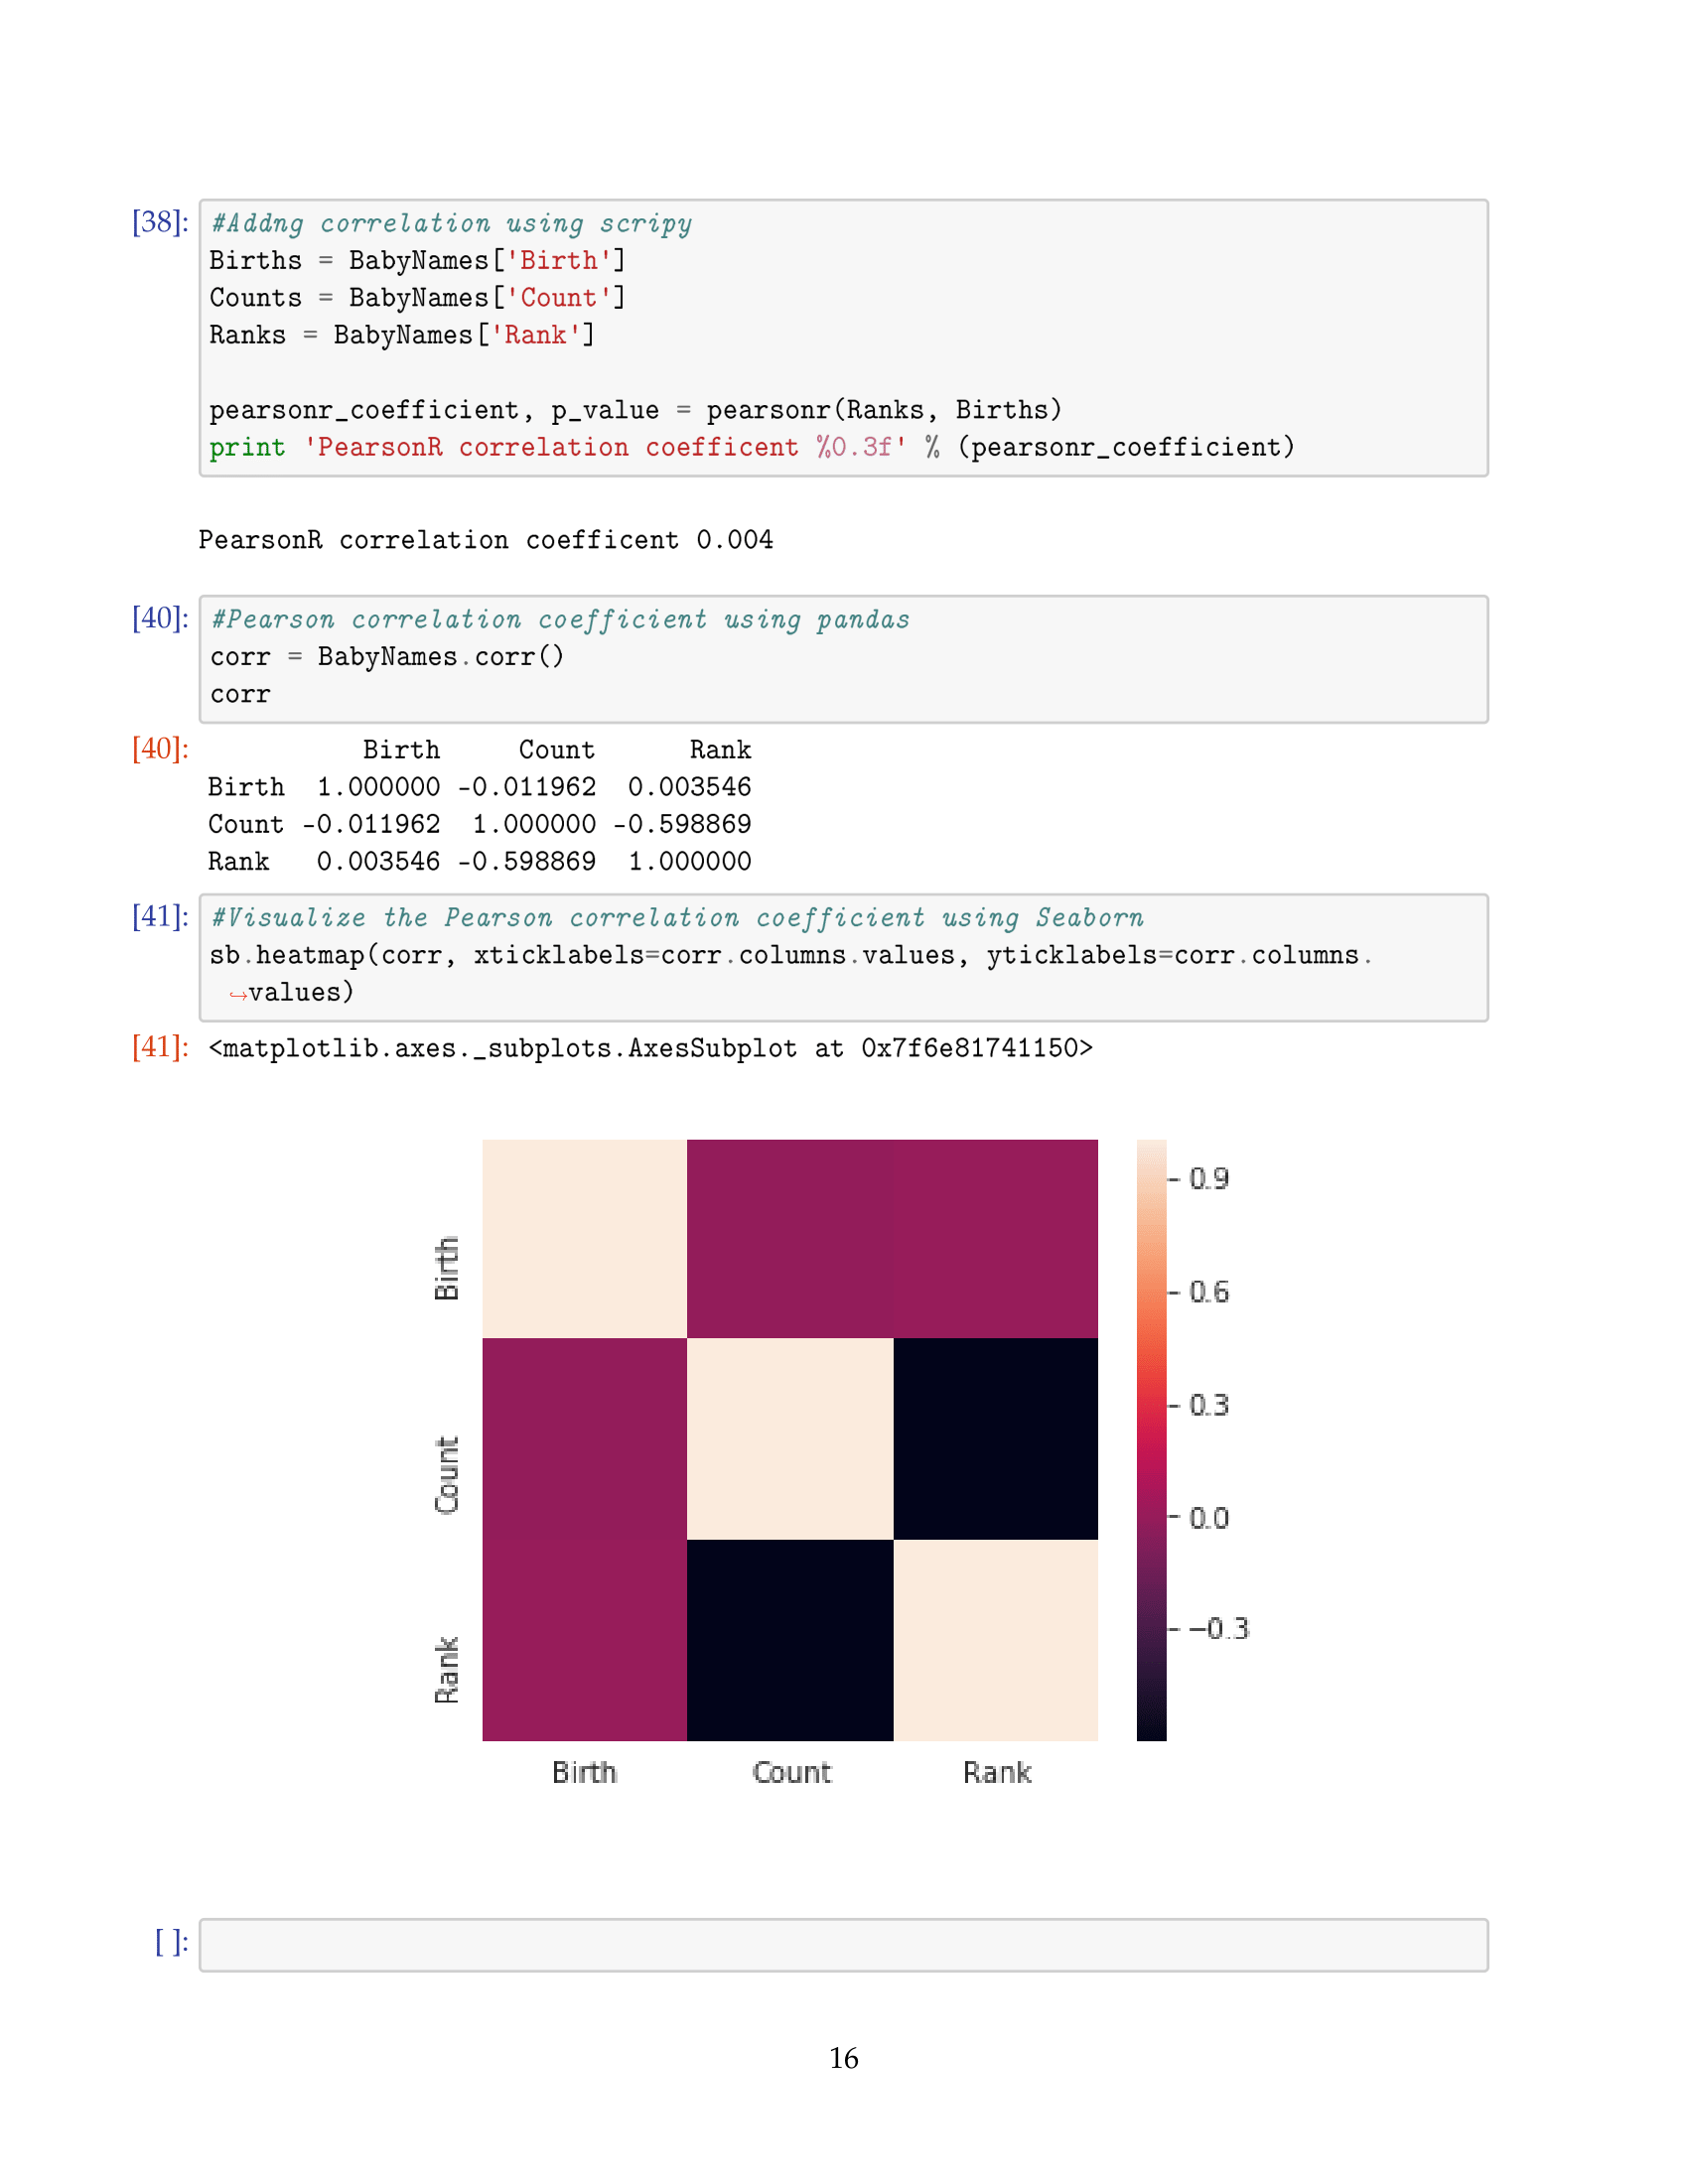 [38]: #Addng correlation using scripy
Births = BabyNames['Birth']
Counts = BabyNames['Count']
Ranks = BabyNames['Rank']
pearsonr_coefficient, p_value = pearsonr(Ranks, Births)
print 'PearsonR correlation coefficent %0.3f' % (pearsonr_coefficient)
PearsonR correlation coefficent 0.004
[40]: #Pearson correlation coefficient using pandas
corr = BabyNames.corr()
corr
[40]: Birth Count Rank
Birth 1.000000 -0.011962 0.003546
Count -0.011962 1.000000 -0.598869
Rank 0.003546 -0.598869 1.000000
[41]: #Visualize the Pearson correlation coefficient using Seaborn
sb.heatmap(corr, xticklabels=corr.columns.values, yticklabels=corr.columns.
↪values)
[41]: <matplotlib.axes._subplots.AxesSubplot at 0x7f6e81741150>
Birth
Count
Rank
Birth Count Rank
0.9
0.6
0.3
0.0
−0.3
[ ]:
16